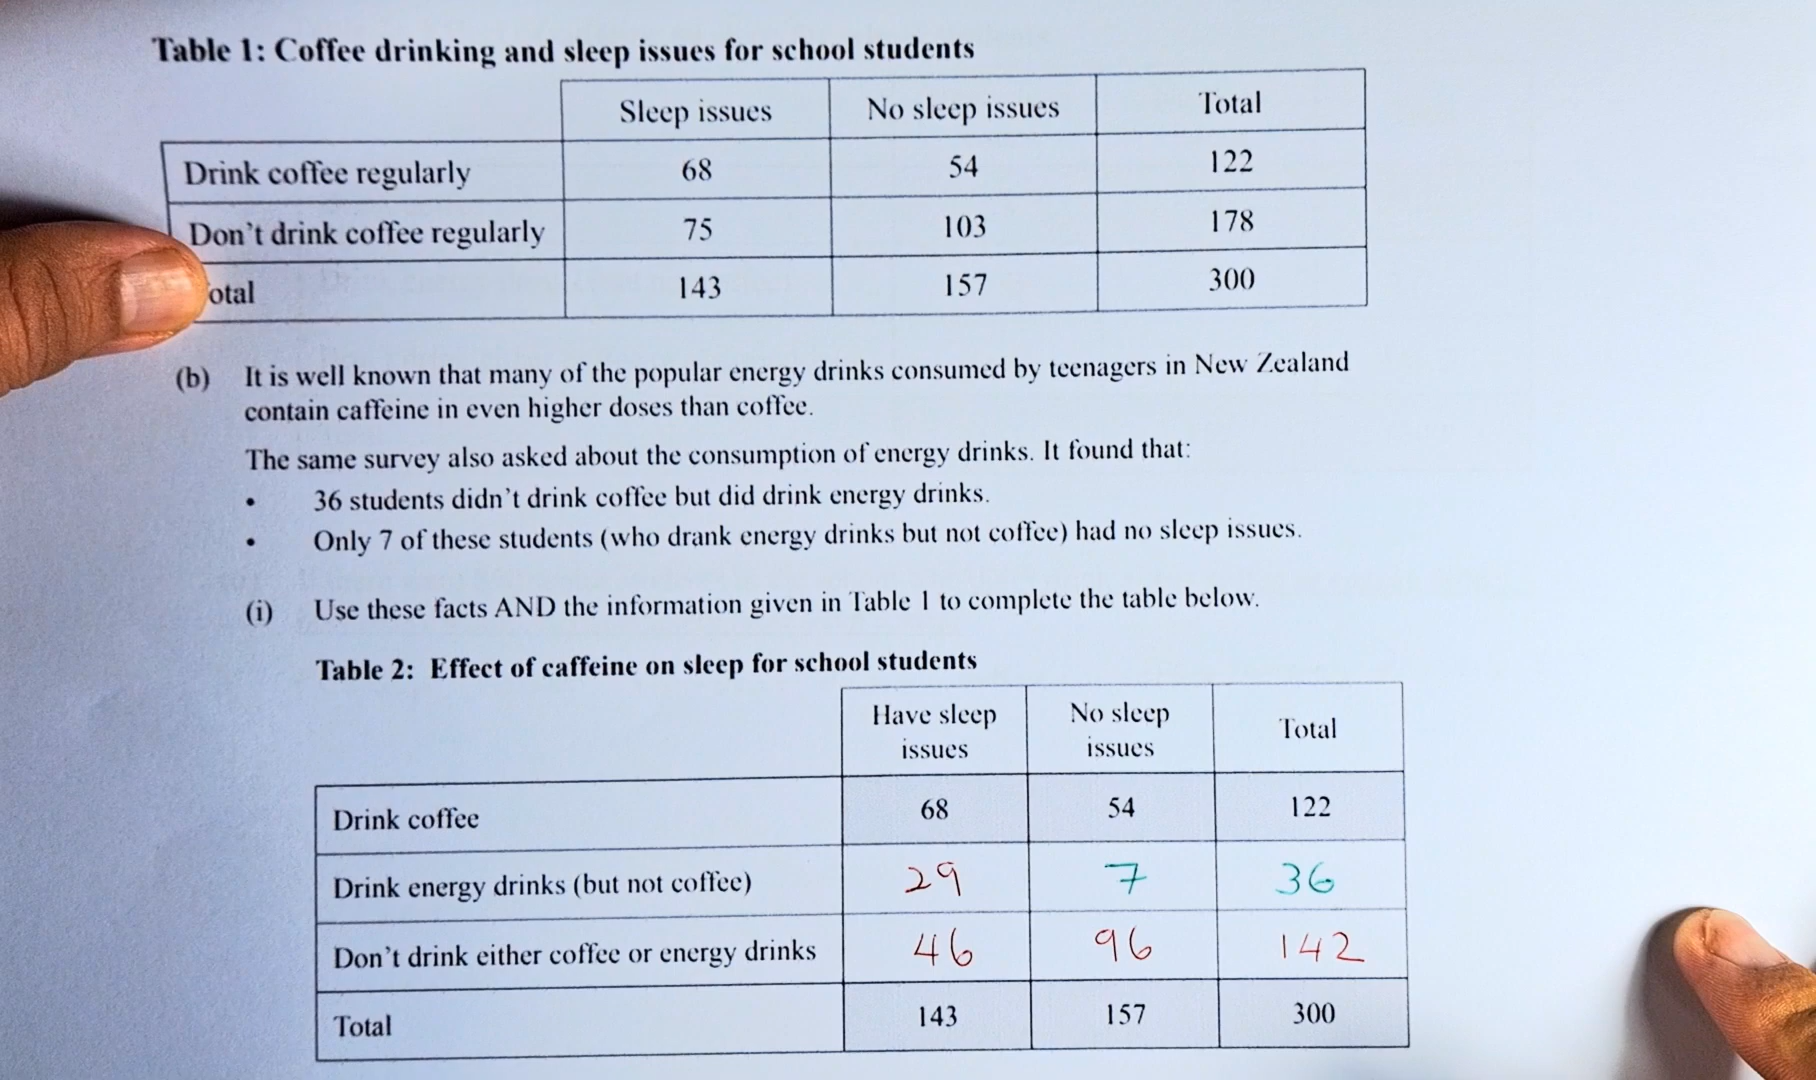 Table 1: Coffee drinking and sleep issues for school students
Sleep issues No sleep issues Total
Drink coffee regularly 68 54 122
Don't drink coffee regularly 75 103 178
otal 143 157 300
(b) It is well known that many of the popular energy drinks consumed by teenagers in New Zealand
contain caffeine in even higher doses than coffee.
The same survey also asked about the consumption of energy drinks. It found that:
• 36 students didn't drink coffee but did drink energy drinks.
• Only 7 of these students (who drank energy drinks but not coffee) had no sleep issues.
(i) Use these facts AND the information given in Table 1 to complete the table below.
Table 2: Effect of caffeine on sleep for school students
Have sleep No sleep Total
issues issues
Drink coffee 68 54 122
Drink energy drinks (but not coffee) 29 7 36
Don't drink either coffee or energy drinks 46 96 142
Total 143 157 300